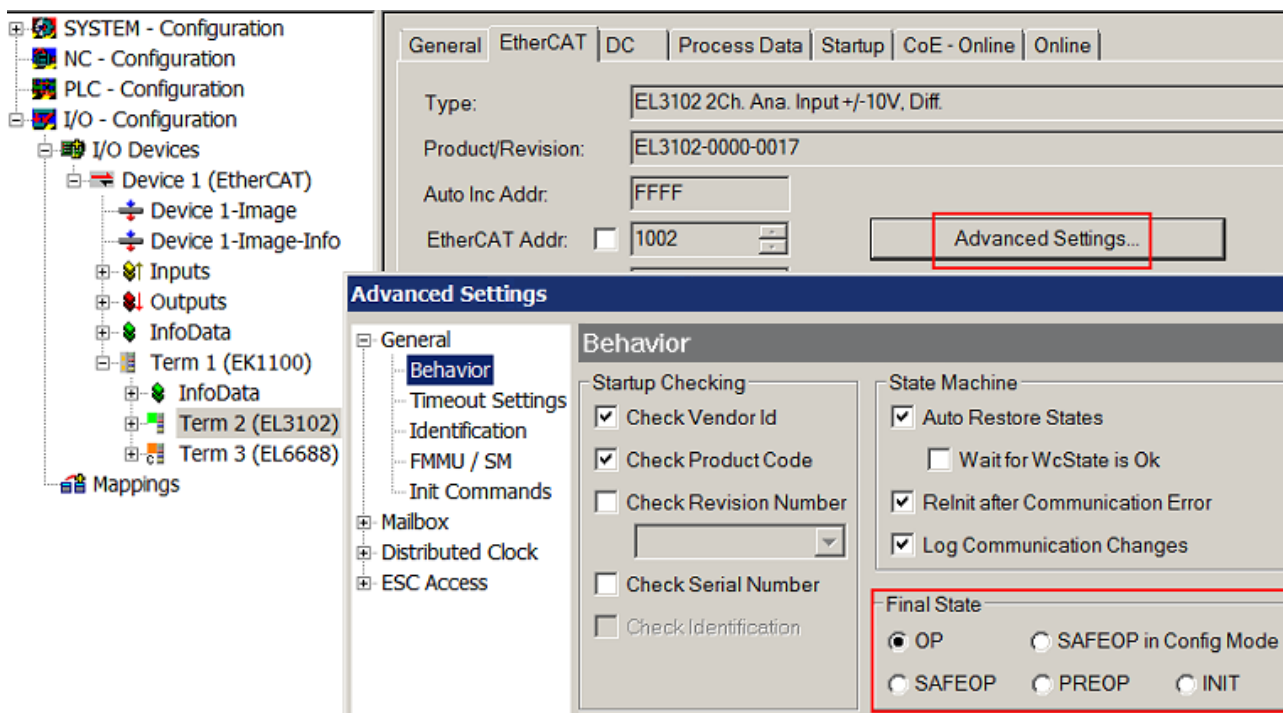 SYSTEM - Configuration
NC - Configuration
PLC - Configuration
I/O - Configuration
I/O Devices
Device 1 (EtherCAT)
Device 1-Image
Device 1-Image-Info
Inputs
Outputs
InfoData
Term 1 (EK1100)
InfoData
Term 2 (EL3102)
Term 3 (EL6688)
Mappings
General EtherCAT DC Process Data Startup CoE - Online Online
Type: EL3102 2Ch. Ana. Input +/-10V, Diff.
Product/Revision: EL3102-0000-0017
Auto Inc Addr: FFFF
EtherCAT Addr: 1002 Advanced Settings...
Advanced Settings
General
Behavior
Timeout Settings
Identification
FMMU / SM
Init Commands
Mailbox
Distributed Clock
ESC Access
Behavior
Startup Checking
Check Vendor Id
Check Product Code
Check Revision Number
Check Serial Number
Check Identification
State Machine
Auto Restore States
Wait for WcState is Ok
ReInit after Communication Error
Log Communication Changes
Final State
OP SAFEOP in Config Mode
SAFEOP PREOP INIT